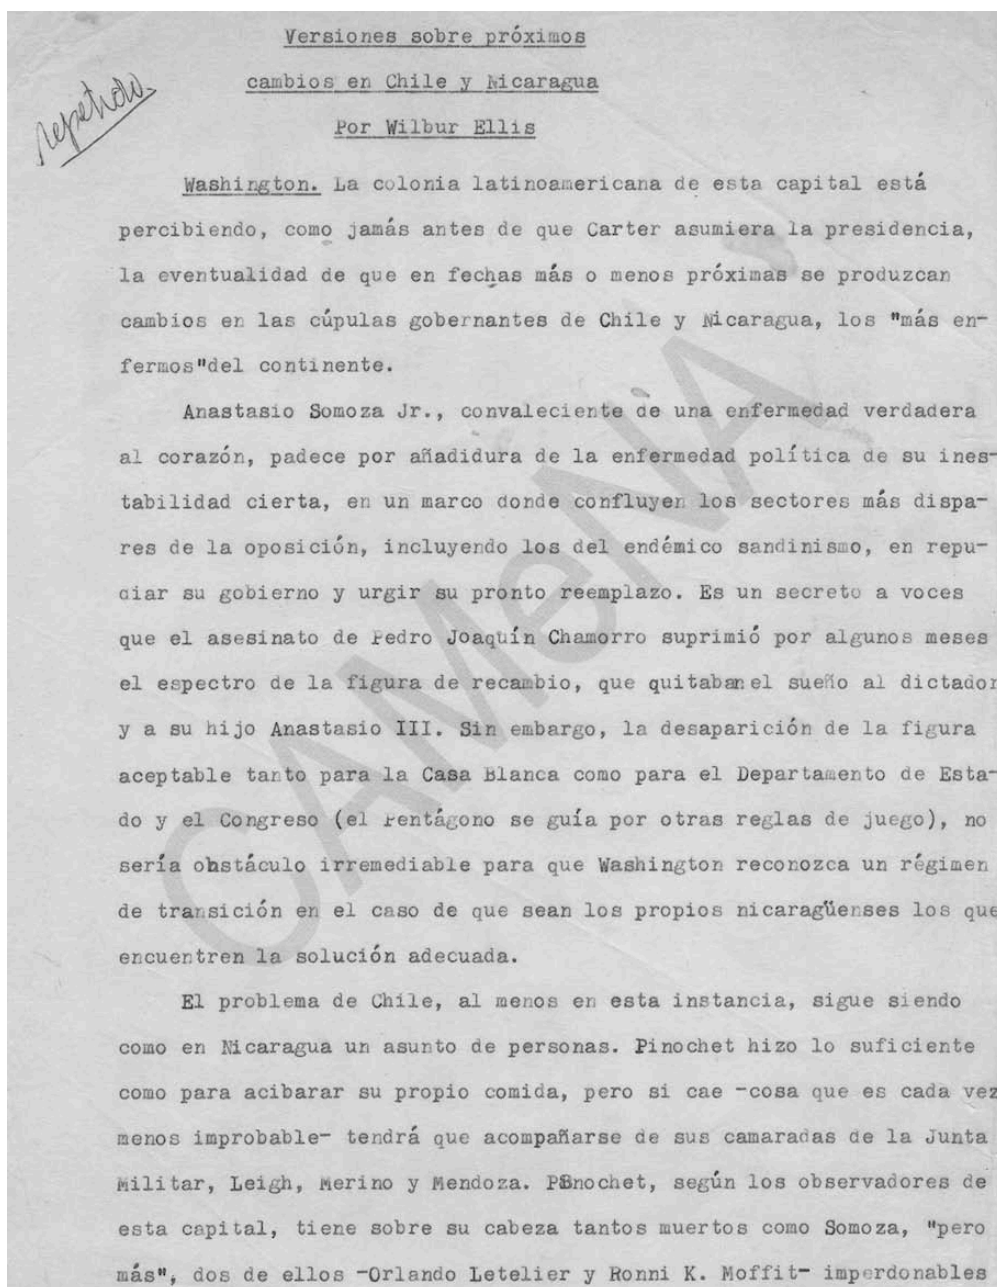 Versiones sobre próximos
cambios en Chile y Nicaragua
repetido.
Por Wilbur Ellis
Washington. La colonia latinoamericana de esta capital está
percibiendo, como jamás antes de que Carter asumiera la presidencia,
la eventualidad de que en fechas más o menos próximas se produzcan
cambios en las cúpulas gobernantes de Chile y Nicaragua, los "más en-
fermos"del continente.
Anastasio Somoza Jr., convaleciente de una enfermedad verdadera
al corazón, padece por añadidura de la enfermedad política de su ines-
tabilidad cierta, en un marco donde confluyen los sectores más dispa-
res de la oposición, incluyendo los del endémico sandinismo, en repu-
diar su gobierno y urgir su pronto reemplazo. Es un secreto a voces
que el asesinato de Pedro Joaquín Chamorro suprimió por algunos meses
el espectro de la figura de recambio, que quitaban el sueño al dictador
y a su hijo Anastasio III. Sin embargo, la desaparición de la figura
aceptable tanto para la Casa Blanca como para el Departamento de Esta-
do y el Congreso (el Pentágono se guía por otras reglas de juego), no
sería obstáculo irremediable para que Washington reconozca un régimen
de transición en el caso de que sean los propios nicaragüenses los que
encuentren la solución adecuada.
El problema de Chile, al menos en esta instancia, sigue siendo
como en Nicaragua un asunto de personas. Pinochet hizo lo suficiente
como para acibarar su propio comida, pero si cae -cosa que es cada vez
menos improbable- tendrá que acompañarse de sus camaradas de la Junta
Militar, Leigh, Merino y Mendoza. Pinochet, según los observadores de
esta capital, tiene sobre su cabeza tantos muertos como Somoza, "pero
más", dos de ellos -Orlando Letelier y Ronni K. Moffit- imperdonables
CAMeNA